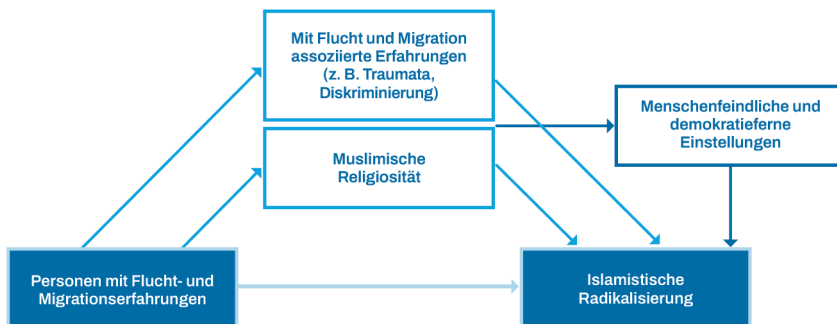 Mit Flucht und Migration
assoziierte Erfahrungen
(z. B. Traumata,
Diskriminierung)
Menschenfeindliche und
demokratieferne
Einstellungen
Muslimische
Religiosität
Personen mit Flucht- und
Migrationserfahrungen
Islamistische
Radikalisierung